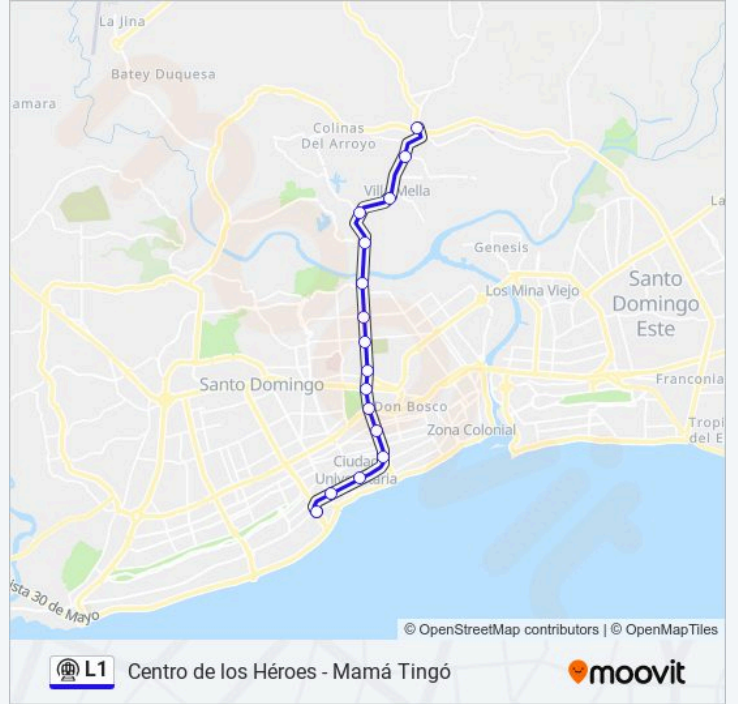 La Jina
Batey Duquesa
amara
Colinas
Del Arroyo
Villa Mella
La
Genesis
Los Mina Viejo
Santo
Domingo
Este
Santo Domingo
Franconia
Don Bosco
Zona Colonial
Tropi
del E
Ciudad
Universitaria
ista 30 de Mayo
© OpenStreetMap contributors | © OpenMapTiles
L1 Centro de los Héroes - Mamá Tingó
moovit